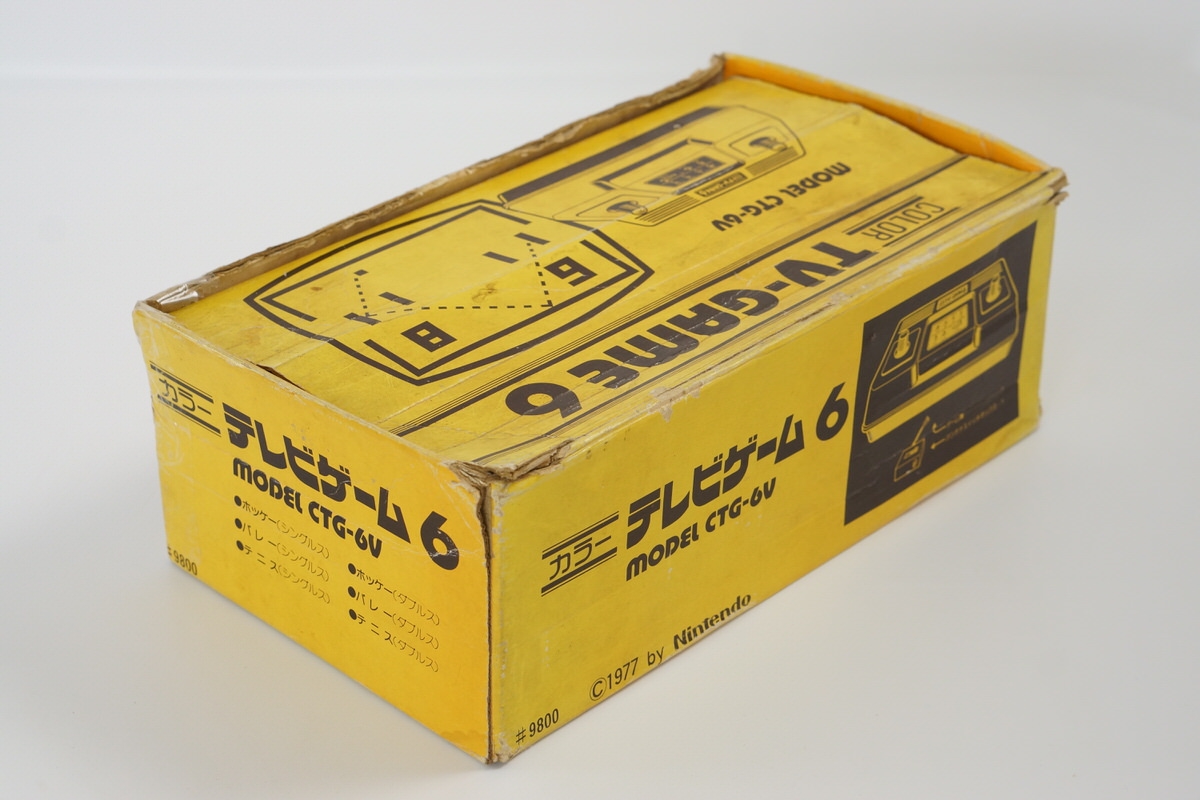 MODEL CTG-6V
COLOR
TV-GAME 6
6
8
カラー
テレビゲーム 6
MODEL CTG-6V
●ホッケー(シングルス)
●バレー(シングルス)
●テニス(シングルス)
●ホッケー(ダブルス)
●バレー(ダブルス)
●テニス(ダブルス)
#9800
カラー
テレビゲーム 6
MODEL CTG-6V
©1977 by Nintendo
#9800